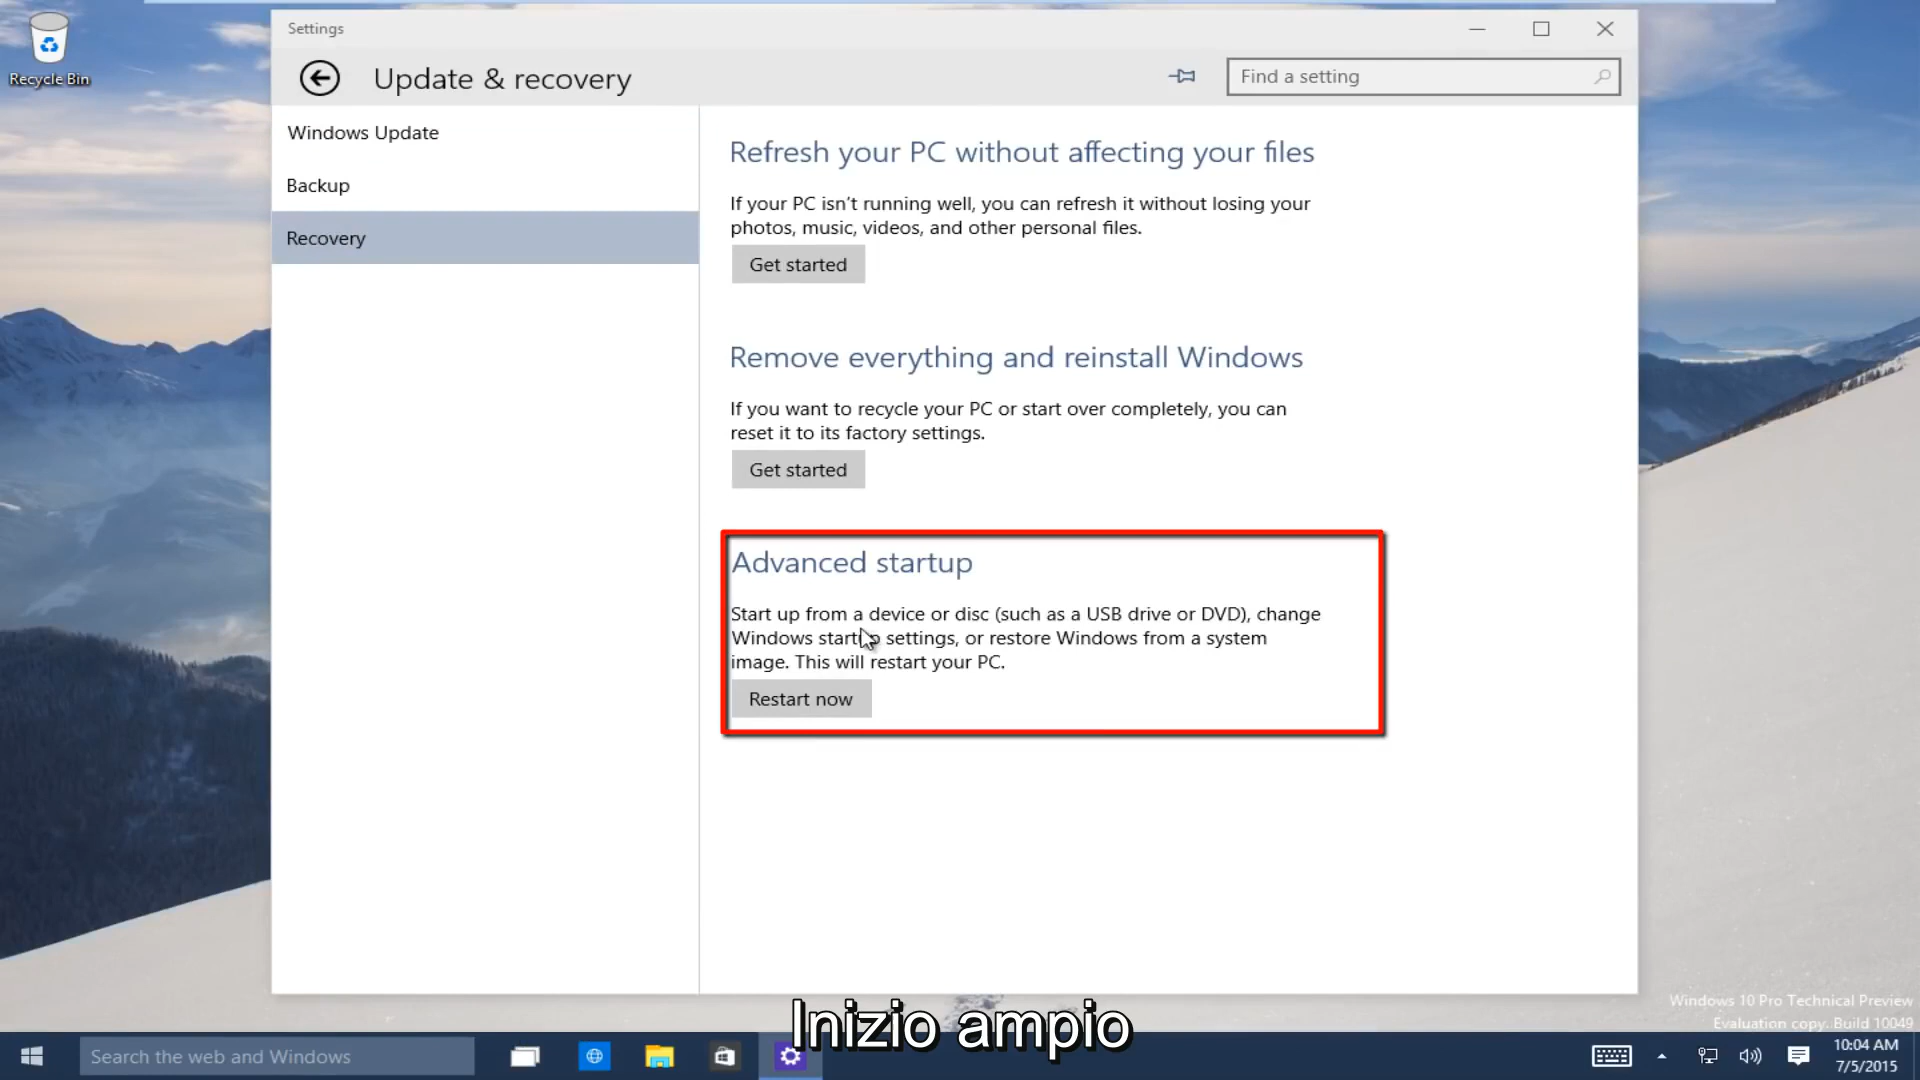 Recycle Bin
Settings
Update & recovery
Find a setting
Windows Update
Backup
Recovery
Refresh your PC without affecting your files
If your PC isn't running well, you can refresh it without losing your
photos, music, videos, and other personal files.
Get started
Remove everything and reinstall Windows
If you want to recycle your PC or start over completely, you can
reset it to its factory settings.
Get started
Advanced startup
Start up from a device or disc (such as a USB drive or DVD), change
Windows startup settings, or restore Windows from a system
image. This will restart your PC.
Restart now
Windows 10 Pro Technical Preview
Evaluation copy. Build 10049
Inizio ampio
Search the web and Windows
10:04 AM
7/5/2015